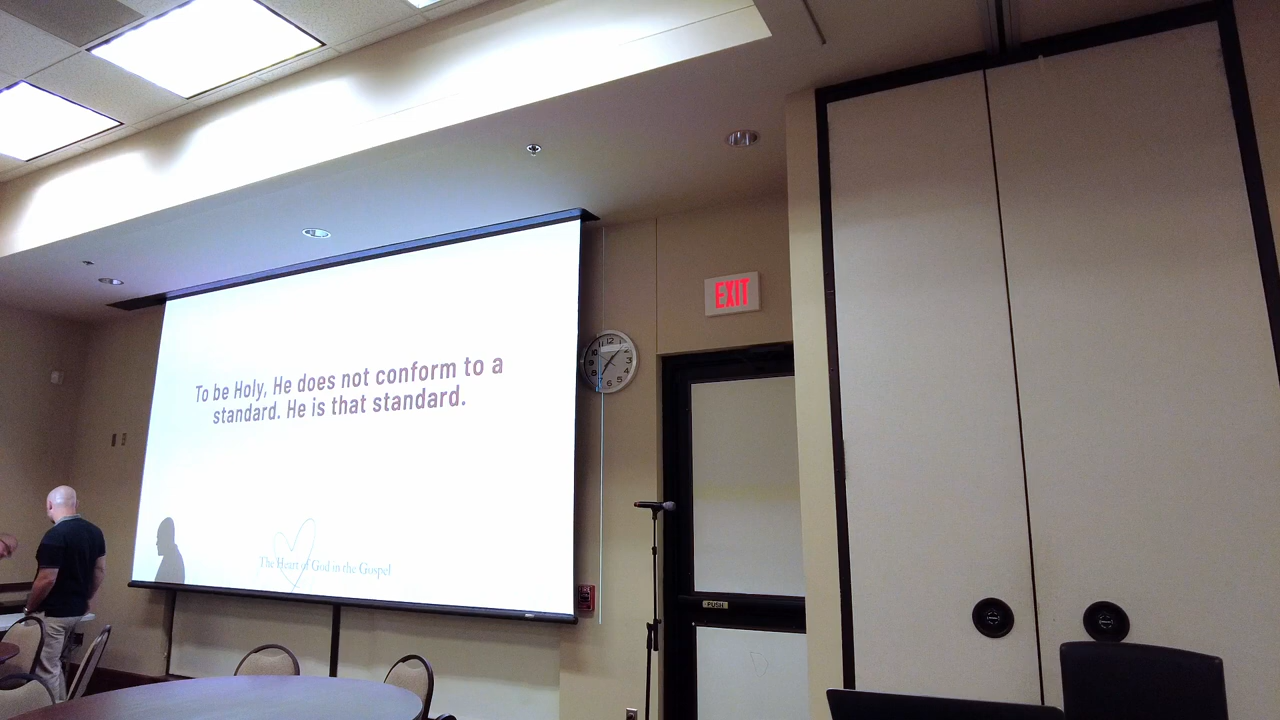 To be Holy, He does not conform to a
standard. He is that standard.
The Heart of God in the Gospel
EXIT
PUSH